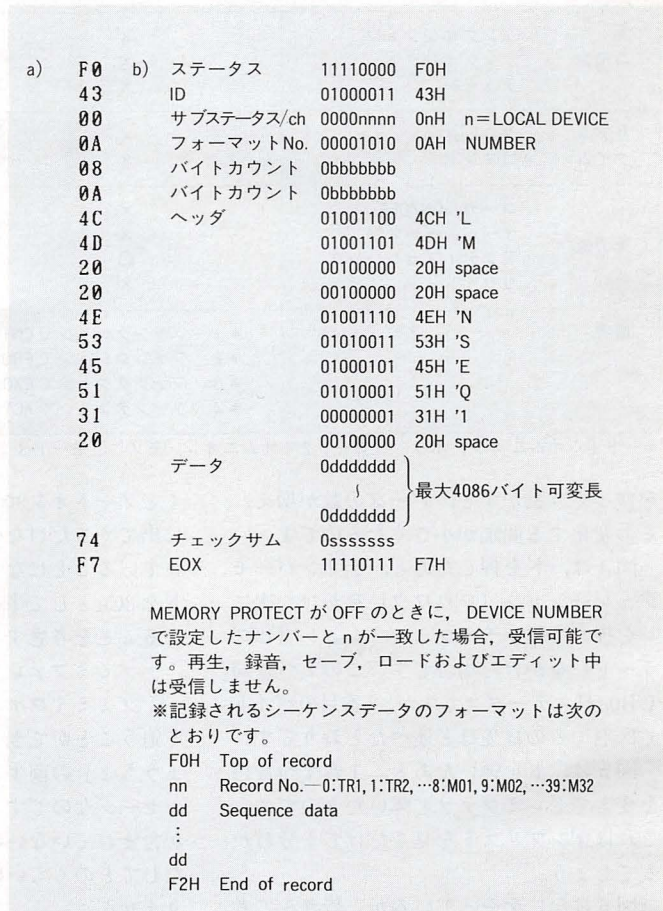 a) F0 b) ステータス 11110000 F0H
43 ID 01000011 43H
00 サブステータス/ch 0000nnnn 0nH n=LOCAL DEVICE
0A フォーマットNo. 00001010 0AH NUMBER
08 バイトカウント 0bbbbbbb
0A バイトカウント 0bbbbbbb
4C ヘッダ 01001100 4CH 'L
4D 01001101 4DH 'M
20 00100000 20H space
20 00100000 20H space
4E 01001110 4EH 'N
53 01010011 53H 'S
45 01000101 45H 'E
51 01010001 51H 'Q
31 00000001 31H '1
20 00100000 20H space
データ 0ddddddd
〜 最大4086バイト可変長
0ddddddd
74 チェックサム 0sssssss
F7 EOX 11110111 F7H
MEMORY PROTECT が OFF のときに, DEVICE NUMBER
で設定したナンバーと n が一致した場合, 受信可能で
す。再生, 録音, セーブ, ロードおよびエディット中
は受信しません。
※記録されるシーケンスデータのフォーマットは次の
とおりです。
F0H Top of record
nn Record No.―0:TR1, 1:TR2, …8:M01, 9:M02, …39:M32
dd Sequence data
⋮
dd
F2H End of record